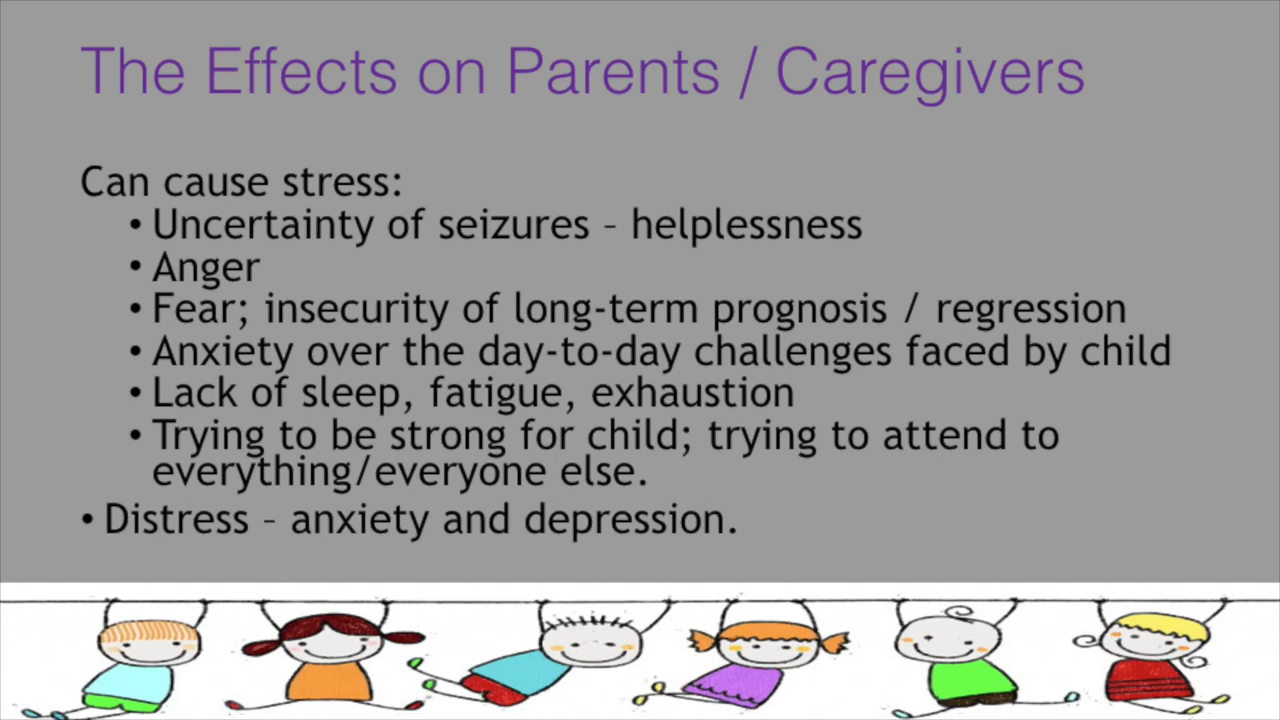 The Effects on Parents / Caregivers
Can cause stress:
• Uncertainty of seizures – helplessness
• Anger
• Fear; insecurity of long-term prognosis / regression
• Anxiety over the day-to-day challenges faced by child
• Lack of sleep, fatigue, exhaustion
• Trying to be strong for child; trying to attend to
everything/everyone else.
• Distress – anxiety and depression.